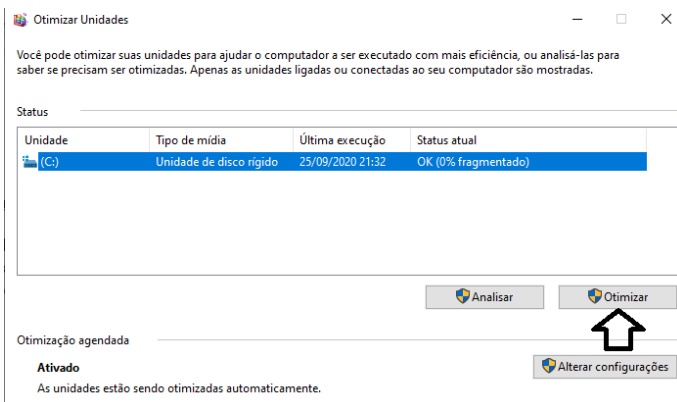 Otimizar Unidades
Você pode otimizar suas unidades para ajudar o computador a ser executado com mais eficiência, ou analisá-las para
saber se precisam ser otimizadas. Apenas as unidades ligadas ou conectadas ao seu computador são mostradas.
Status
Unidade Tipo de mídia Última execução Status atual
(C:) Unidade de disco rígido 25/09/2020 21:32 OK (0% fragmentado)
Analisar Otimizar
Otimização agendada
Ativado Alterar configurações
As unidades estão sendo otimizadas automaticamente.